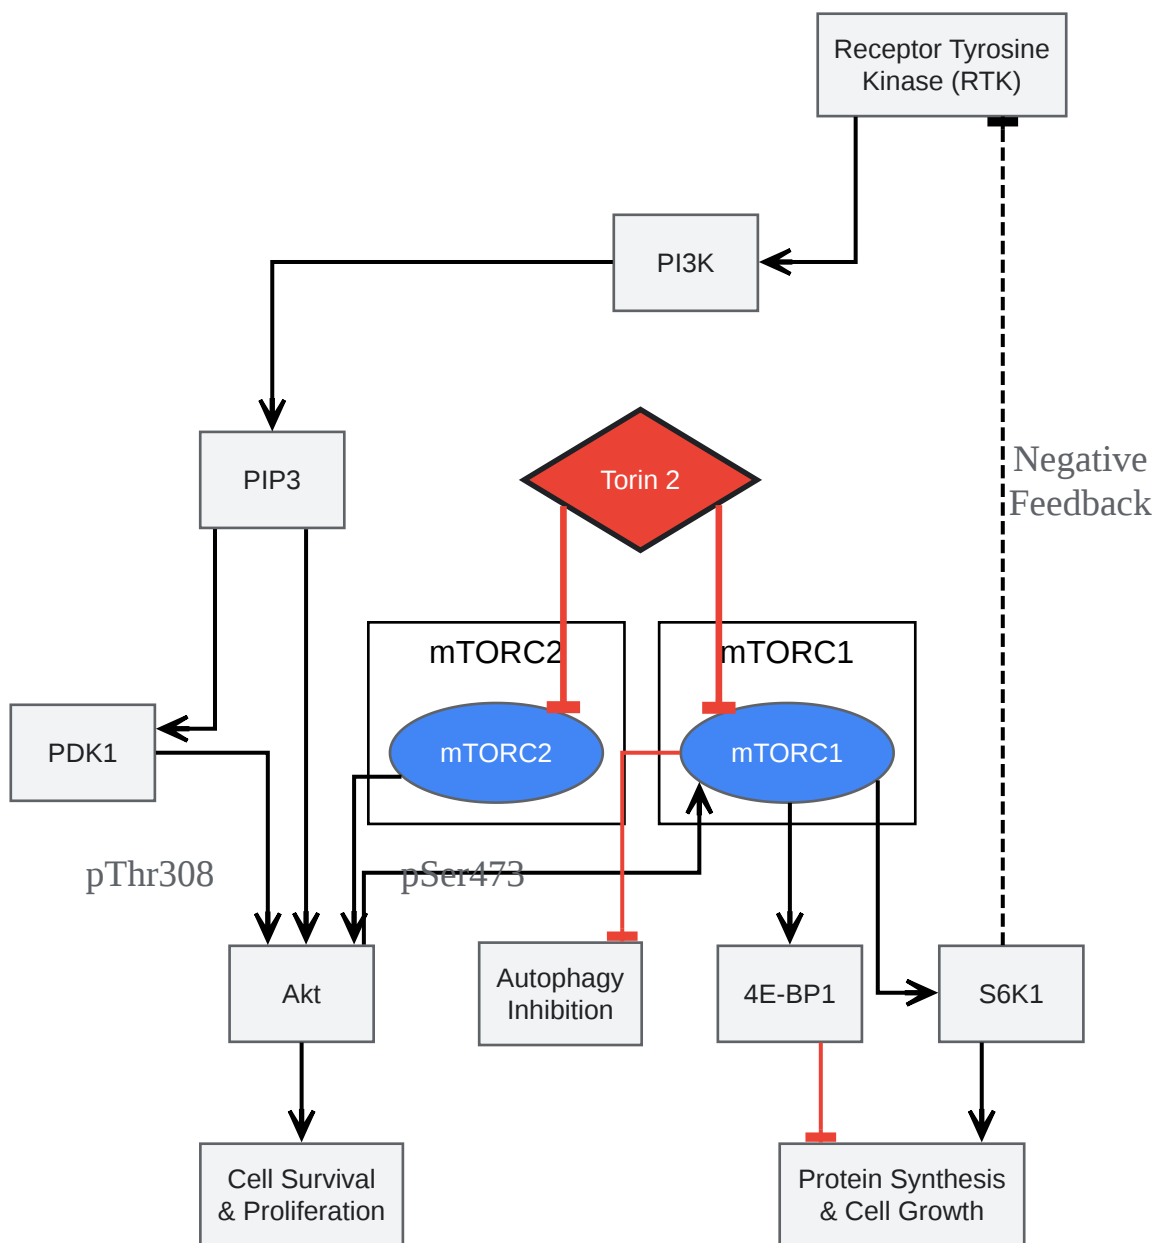 Receptor Tyrosine
Kinase (RTK)
PI3K
PIP3
Torin 2
Negative
Feedback
mTORC2
mTORC1
PDK1
mTORC2
mTORC1
pThr308
pSer473
Akt
Autophagy
Inhibition
4E-BP1
S6K1
Cell Survival
& Proliferation
Protein Synthesis
& Cell Growth